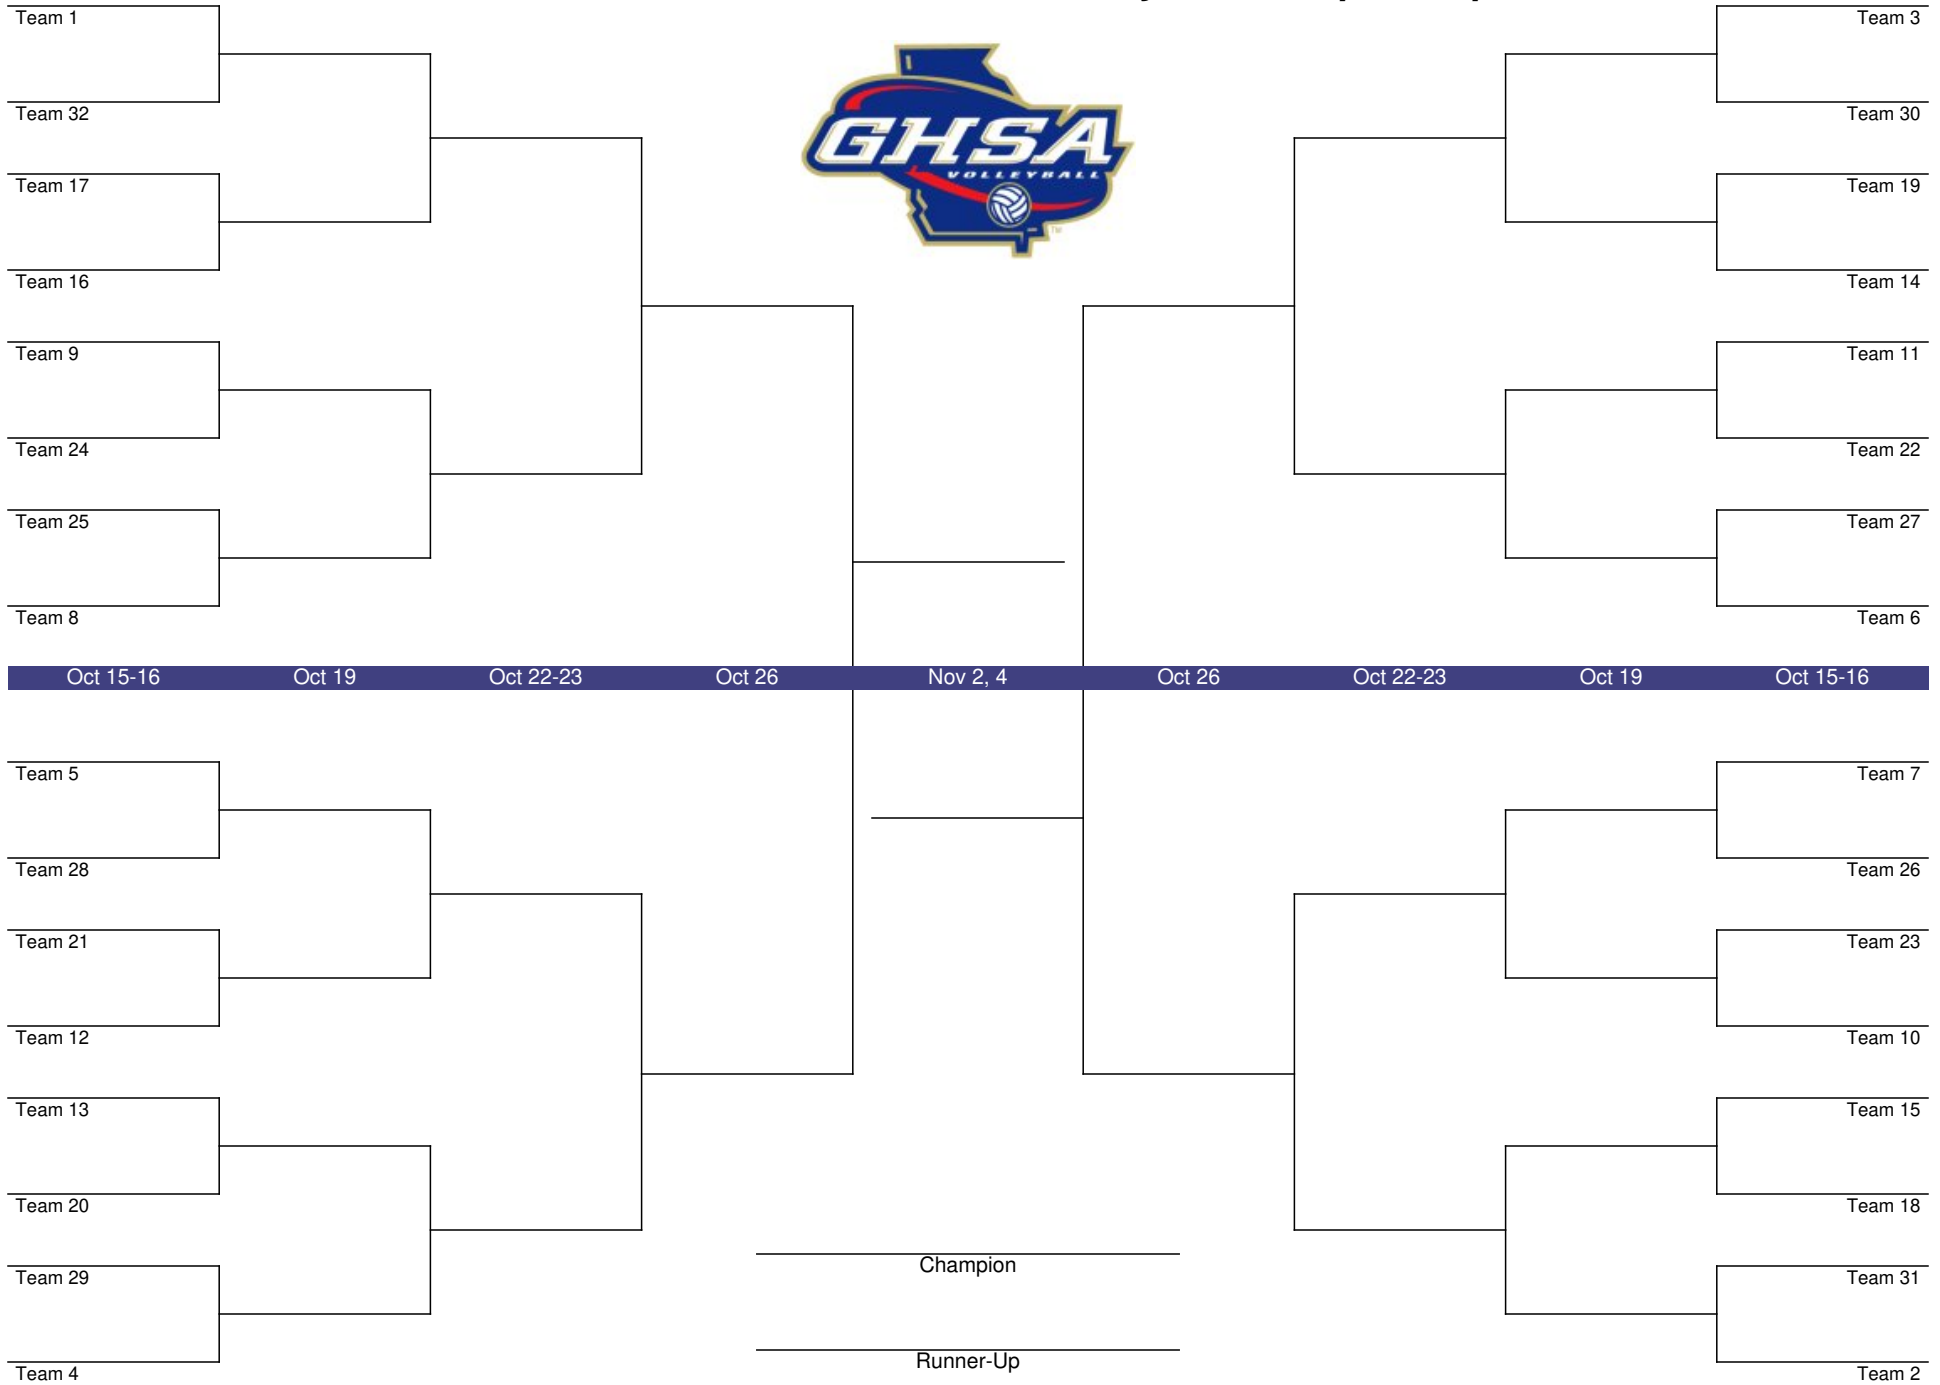 Team 1
Team 32
Team 17
Team 16
Team 9
Team 24
Team 25
Team 8
GHSA
VOLLEYBALL
TM
Team 3
Team 30
Team 19
Team 14
Team 11
Team 22
Team 27
Team 6
Oct 15-16 Oct 19 Oct 22-23 Oct 26 Nov 2, 4 Oct 26 Oct 22-23 Oct 19 Oct 15-16
Team 5
Team 28
Team 21
Team 12
Team 13
Team 20
Team 29
Team 4
Champion
Runner-Up
Team 7
Team 26
Team 23
Team 10
Team 15
Team 18
Team 31
Team 2